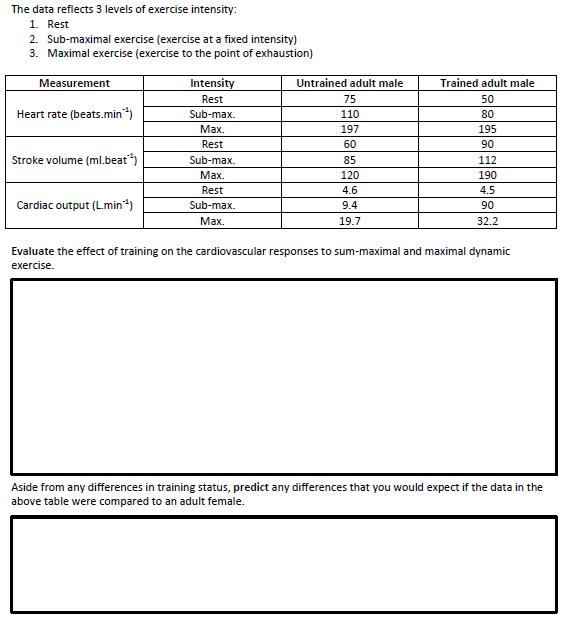 The data reflects 3 levels of exercise intensity:
1. Rest
2. Sub-maximal exercise (exercise at a fixed intensity)
3. Maximal exercise (exercise to the point of exhaustion)
Measurement Intensity Untrained adult male Trained adult male
Rest 75 50
Heart rate (beats.min⁻¹) Sub-max. 110 80
Max. 197 195
Rest 60 90
Stroke volume (ml.beat⁻¹) Sub-max. 85 112
Max. 120 190
Rest 4.6 4.5
Cardiac output (L.min⁻¹) Sub-max. 9.4 90
Max. 19.7 32.2
Evaluate the effect of training on the cardiovascular responses to sum-maximal and maximal dynamic
exercise.
Aside from any differences in training status, predict any differences that you would expect if the data in the
above table were compared to an adult female.